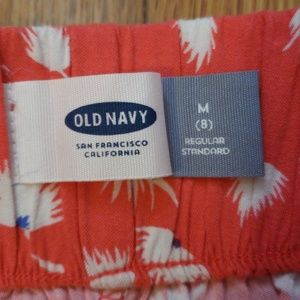 OLD NAVY
SAN FRANCISCO
CALIFORNIA
M
(8)
REGULAR
STANDARD